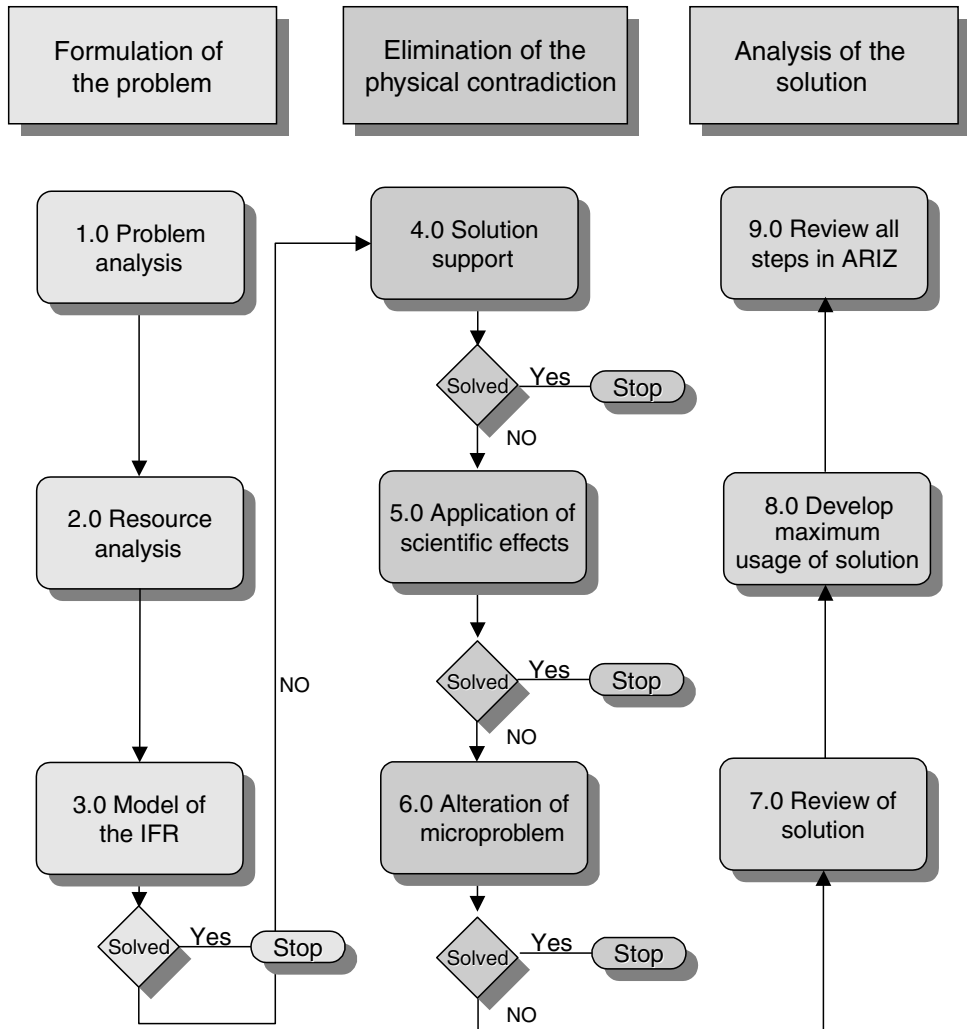 Formulation of
the problem
Elimination of the
physical contradiction
Analysis of the
solution
1.0 Problem
analysis
2.0 Resource
analysis
NO
3.0 Model of
the IFR
Solved
Yes
Stop
4.0 Solution
support
Solved
Yes
Stop
NO
5.0 Application of
scientific effects
Solved
Yes
Stop
NO
6.0 Alteration of
microproblem
Solved
Yes
Stop
NO
9.0 Review all
steps in ARIZ
8.0 Develop
maximum
usage of solution
7.0 Review of
solution